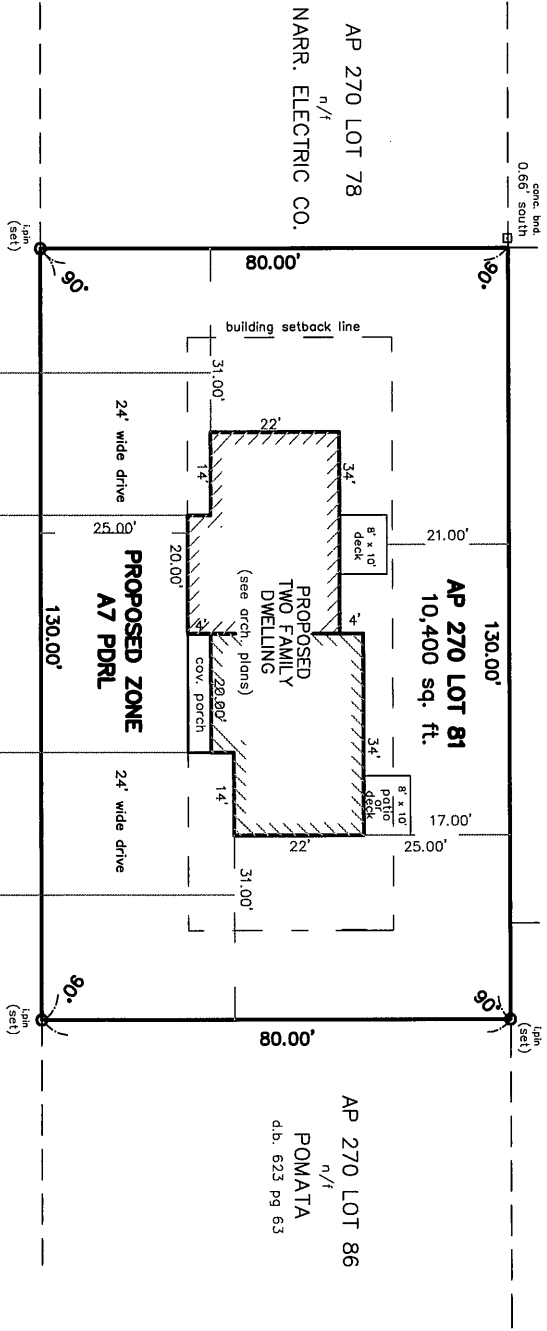 AP 270 LOT 78
n/f
NARR. ELECTRIC CO.
conc. bnd.
0.66' south
i.pin
(set)
80.00'
90°
90°
building setback line
31.00'
24' wide drive
22'
14'
34'
25.00'
20.00'
8' x 10'
deck
21.00'
PROPOSED
TWO FAMILY
DWELLING
(see arch. plans)
4'
4'
AP 270 LOT 81
10,400 sq. ft.
130.00'
PROPOSED ZONE
A7 PDRL
130.00'
cov. porch
20.00'
14'
34'
8' x 10'
patio
or
deck
17.00'
25.00'
24' wide drive
22'
31.00'
90°
90°
80.00'
i.pin
(set)
i.pin
(set)
AP 270 LOT 86
n/f
POMATA
d.b. 623 pg 63